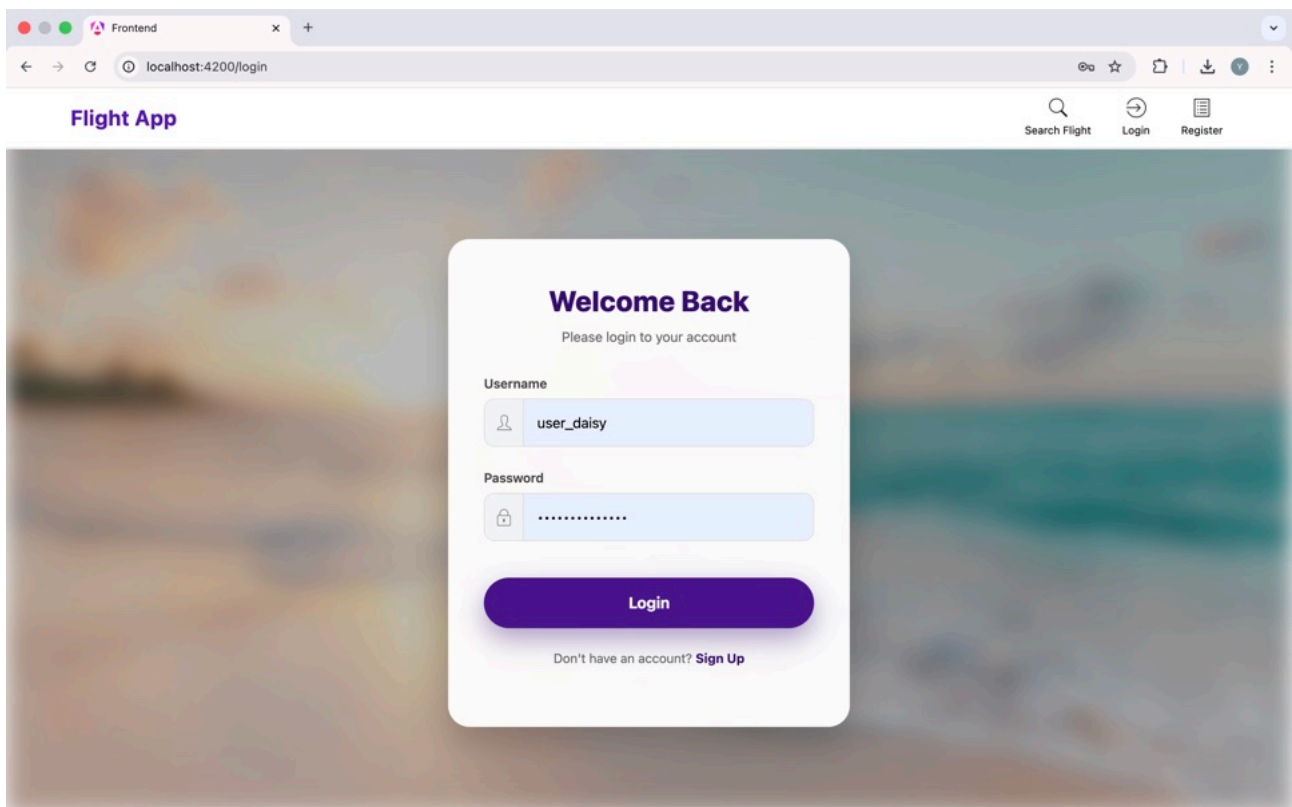 Frontend
localhost:4200/login
Y
Flight App
Search Flight
Login
Register
Welcome Back
Please login to your account
Username
user_daisy
Password
••••••••••••••
Login
Don't have an account? Sign Up